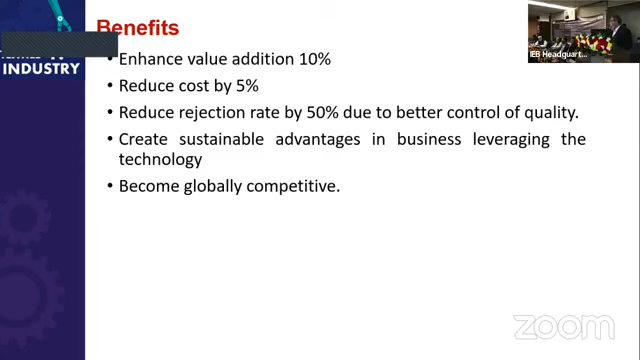 Benefits
INDUSTRY
• Enhance value addition 10%
• Reduce cost by 5%
• Reduce rejection rate by 50% due to better control of quality.
• Create sustainable advantages in business leveraging the
technology
• Become globally competitive.
IEB Headquart...
zoom